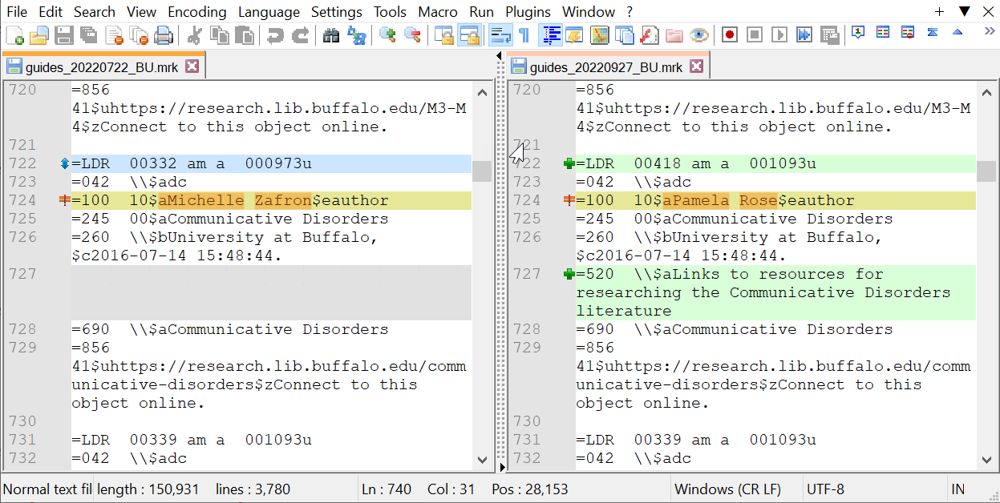 File Edit Search View Encoding Language Settings Tools Macro Run Plugins Window ?
guides_20220722_BU.mrk
720 =856
41$uhttps://research.lib.buffalo.edu/M3-M
4$zConnect to this object online.
721
722 =LDR  00332 am a  000973u
723 =042  \\$adc
724 =100  10$aMichelle Zafron$eauthor
725 =245  00$aCommunicative Disorders
726 =260  \\$bUniversity at Buffalo,
$c2016-07-14 15:48:44.
727
728 =690  \\$aCommunicative Disorders
729 =856
41$uhttps://research.lib.buffalo.edu/comm
unicative-disorders$zConnect to this
object online.
730
731 =LDR  00339 am a  001093u
732 =042  \\$adc
guides_20220927_BU.mrk
720 =856
41$uhttps://research.lib.buffalo.edu/M3-M
4$zConnect to this object online.
721
722 =LDR  00418 am a  001093u
723 =042  \\$adc
724 =100  10$aPamela Rose$eauthor
725 =245  00$aCommunicative Disorders
726 =260  \\$bUniversity at Buffalo,
$c2016-07-14 15:48:44.
727 =520  \\$aLinks to resources for
researching the Communicative Disorders
literature
728 =690  \\$aCommunicative Disorders
729 =856
41$uhttps://research.lib.buffalo.edu/comm
unicative-disorders$zConnect to this
object online.
730
731 =LDR  00339 am a  001093u
732 =042  \\$adc
Normal text fil length : 150,931 lines : 3,780 Ln : 740 Col : 31 Pos : 28,153 Windows (CR LF) UTF-8 IN